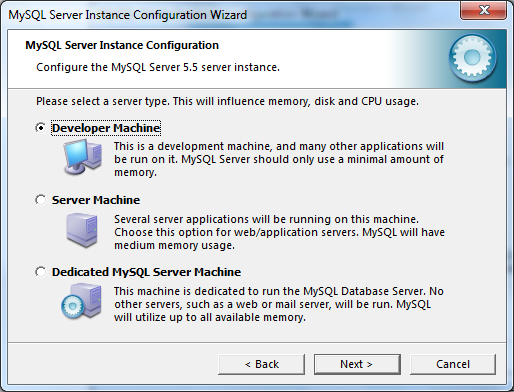 MySQL Server Instance Configuration Wizard
MySQL Server Instance Configuration
Configure the MySQL Server 5.5 server instance.
Please select a server type. This will influence memory, disk and CPU usage.
Developer Machine
This is a development machine, and many other applications will
be run on it. MySQL Server should only use a minimal amount of
memory.
Server Machine
Several server applications will be running on this machine.
Choose this option for web/application servers. MySQL will have
medium memory usage.
Dedicated MySQL Server Machine
This machine is dedicated to run the MySQL Database Server. No
other servers, such as a web or mail server, will be run. MySQL
will utilize up to all available memory.
< Back
Next >
Cancel